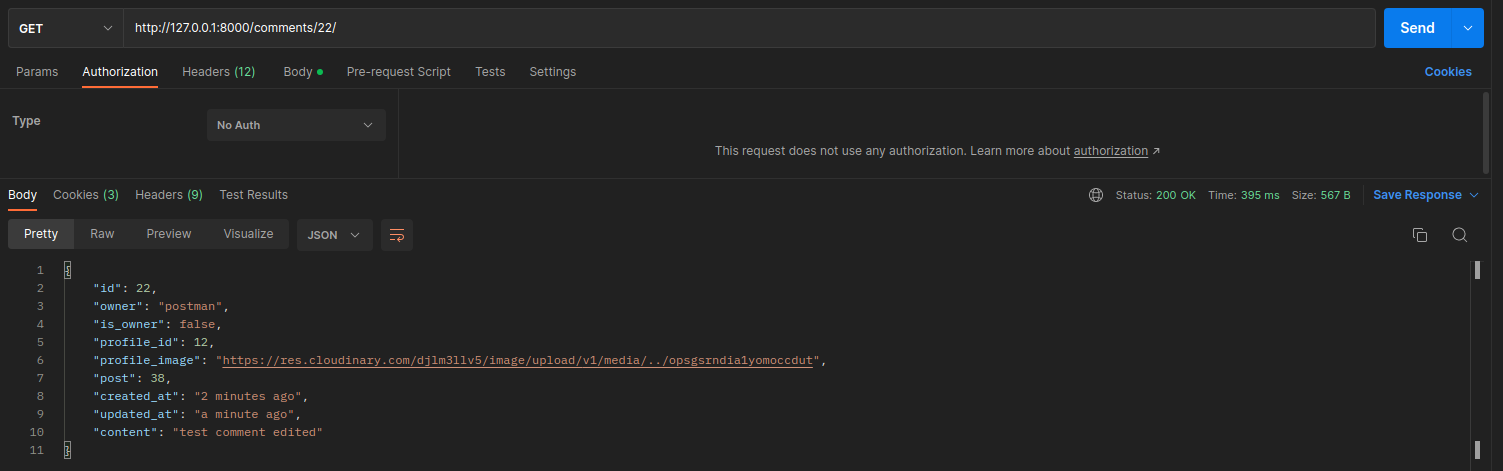 GET http://127.0.0.1:8000/comments/22/ Send
Params Authorization Headers (12) Body Pre-request Script Tests Settings Cookies
Type No Auth
This request does not use any authorization. Learn more about authorization ↗
Body Cookies (3) Headers (9) Test Results Status: 200 OK Time: 395 ms Size: 567 B Save Response
Pretty Raw Preview Visualize JSON
1 {
2 "id": 22,
3 "owner": "postman",
4 "is_owner": false,
5 "profile_id": 12,
6 "profile_image": "https://res.cloudinary.com/djlm3llv5/image/upload/v1/media/../opsgsrndia1yomoccdut",
7 "post": 38,
8 "created_at": "2 minutes ago",
9 "updated_at": "a minute ago",
10 "content": "test comment edited"
11 }